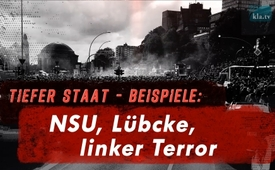 kla.tv
TIEFER STAAT - BEISPIELE:
NSU, Lübcke,
linker Terror